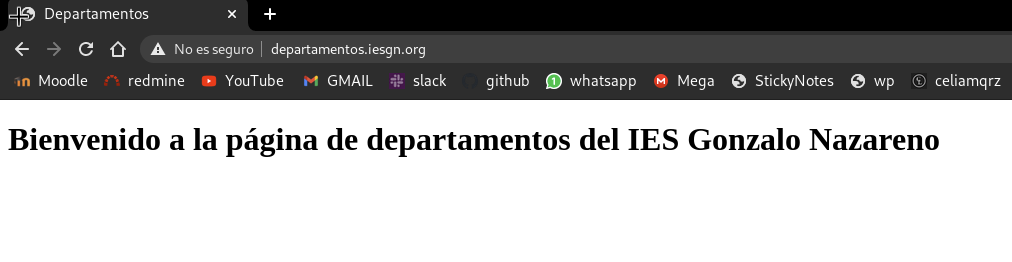 Departamentos
No es seguro departamentos.iesgn.org
Moodle redmine YouTube GMAIL slack github whatsapp Mega StickyNotes wp celiamqrz
Bienvenido a la página de departamentos del IES Gonzalo Nazareno